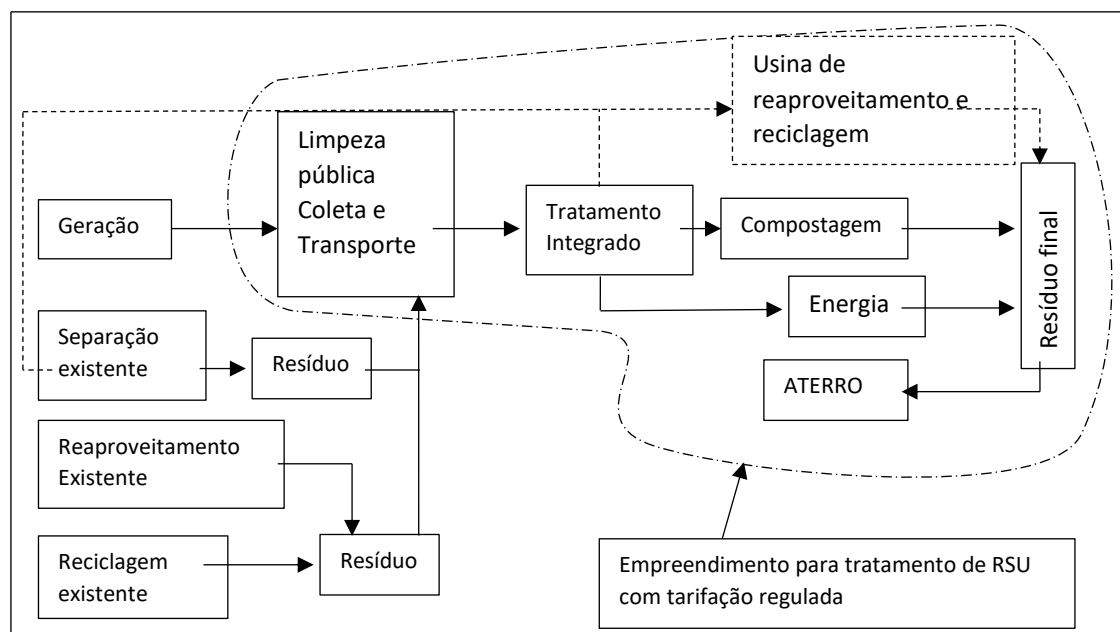 Usina de
reaproveitamento e
reciclagem
Limpeza
pública
Coleta e
Transporte
Geração
Tratamento
Integrado
Compostagem
Energia
Resíduo final
Separação
existente
Resíduo
ATERRO
Reaproveitamento
Existente
Reciclagem
existente
Resíduo
Empreendimento para tratamento de RSU
com tarifação regulada